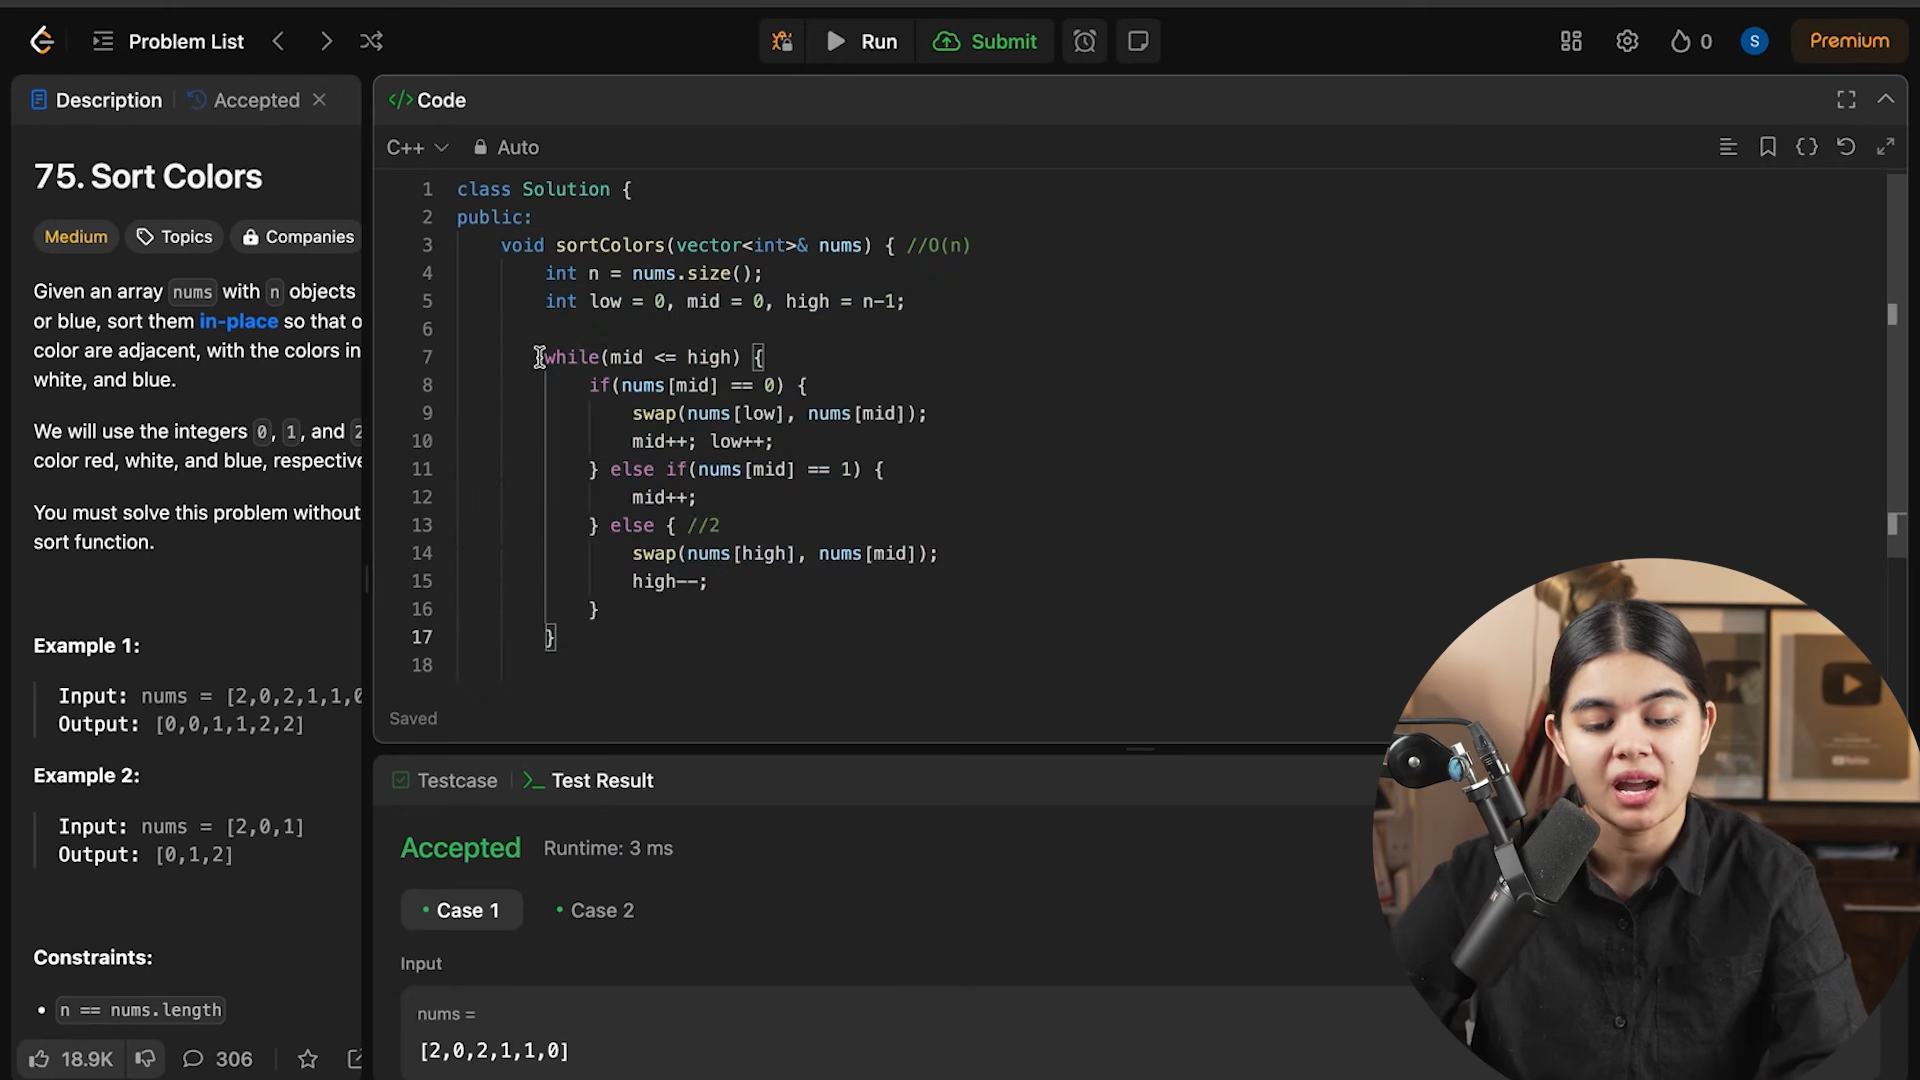 Problem List
Run
Submit
0
S
Premium
Description
Accepted
75. Sort Colors
Medium
Topics
Companies
Given an array nums with n objects
or blue, sort them in-place so that o
color are adjacent, with the colors in
white, and blue.
We will use the integers 0, 1, and 2
color red, white, and blue, respective
You must solve this problem without
sort function.
Example 1:
Input: nums = [2,0,2,1,1,0
Output: [0,0,1,1,2,2]
Example 2:
Input: nums = [2,0,1]
Output: [0,1,2]
Constraints:
n == nums.length
18.9K
306
</> Code
C++
Auto
1 class Solution {
2 public:
3 void sortColors(vector<int>& nums) { //O(n)
4 int n = nums.size();
5 int low = 0, mid = 0, high = n-1;
6
7 while(mid <= high) {
8 if(nums[mid] == 0) {
9 swap(nums[low], nums[mid]);
10 mid++; low++;
11 } else if(nums[mid] == 1) {
12 mid++;
13 } else { //2
14 swap(nums[high], nums[mid]);
15 high--;
16 }
17 }
18
Saved
Testcase
>_ Test Result
Accepted Runtime: 3 ms
• Case 1
• Case 2
Input
nums =
[2,0,2,1,1,0]